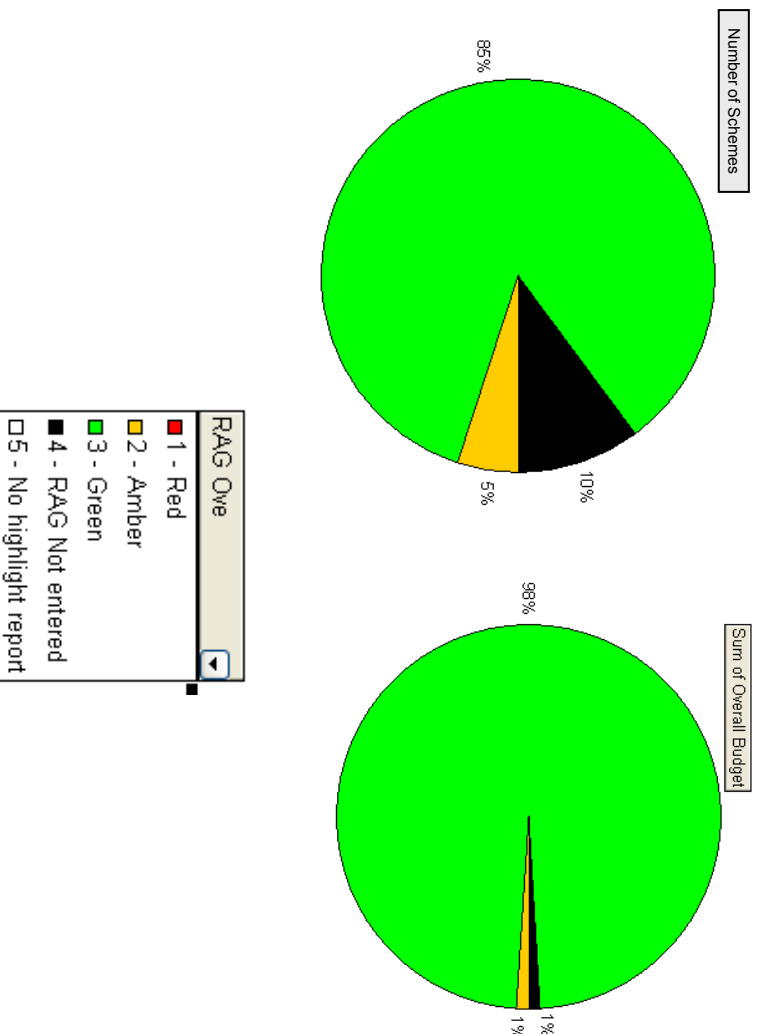 Number of Schemes
85%
10%
5%
Sum of Overall Budget
98%
1%
1%
RAG Ove
1 - Red
2 - Amber
3 - Green
4 - RAG Not entered
5 - No highlight report